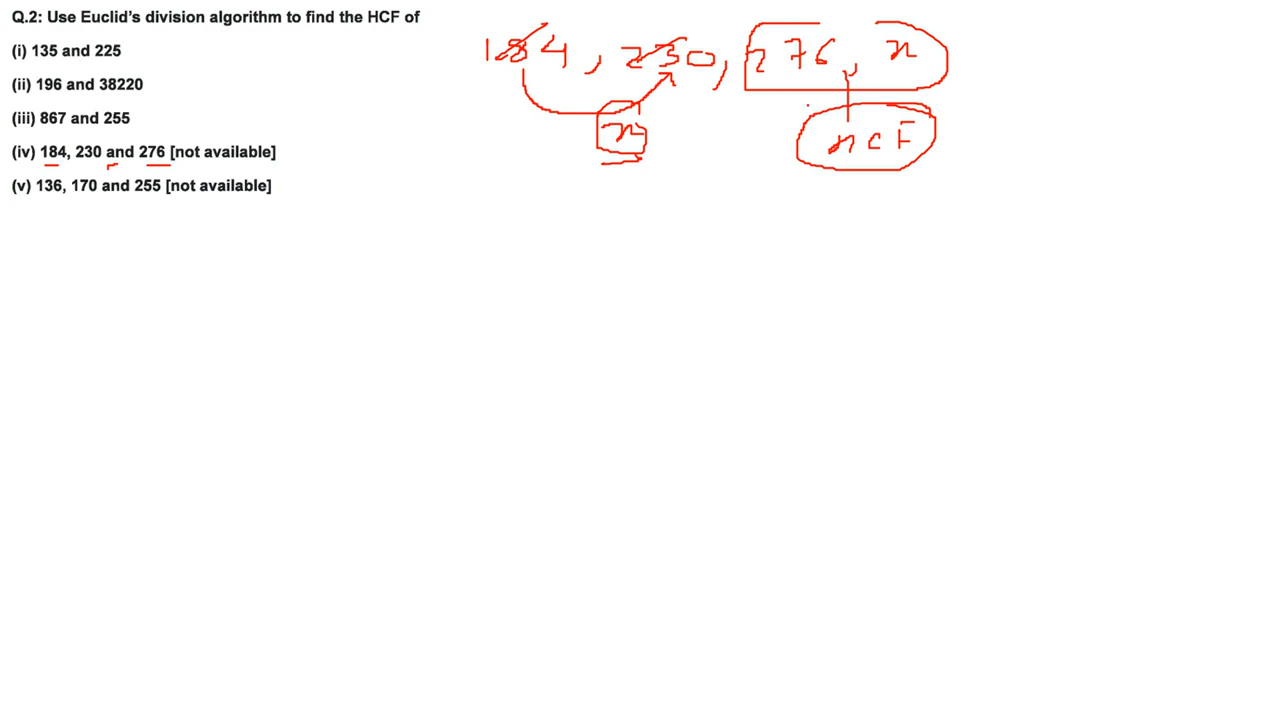 Q.2: Use Euclid's division algorithm to find the HCF of
(i) 135 and 225
(ii) 196 and 38220
(iii) 867 and 255
(iv) 184, 230 and 276 [not available]
(v) 136, 170 and 255 [not available]
184, 230, 276, x
x
HCF